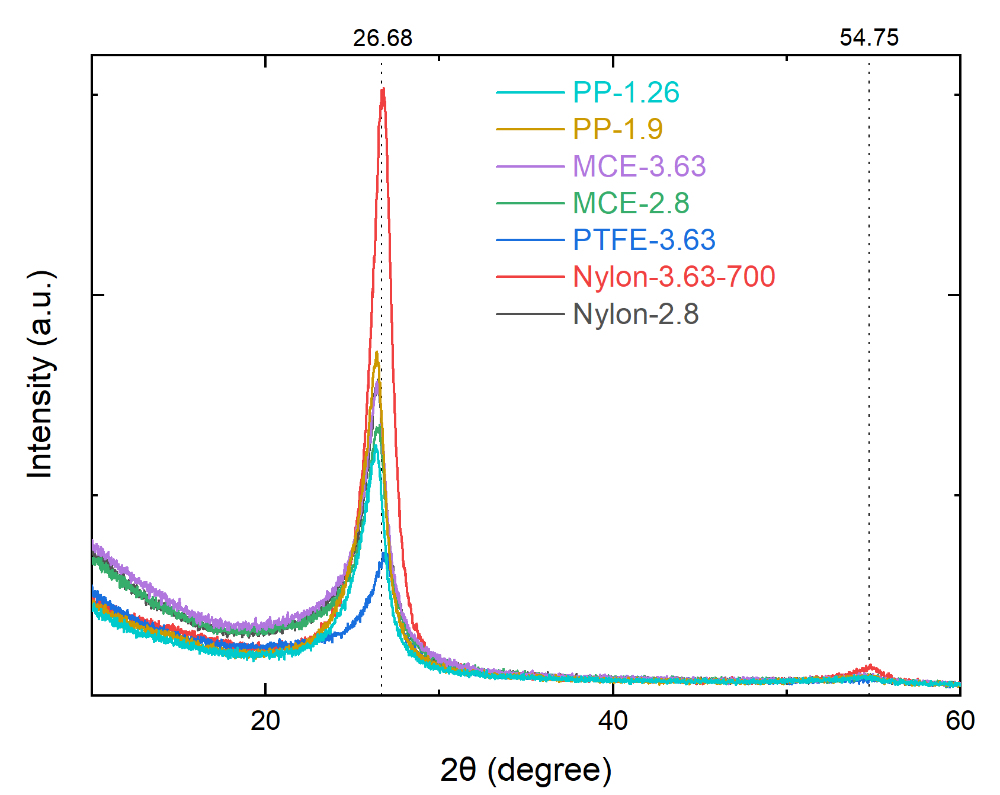 26.68 54.75
PP-1.26
PP-1.9
MCE-3.63
MCE-2.8
PTFE-3.63
Nylon-3.63-700
Nylon-2.8
Intensity (a.u.)
20 40 60
2θ (degree)